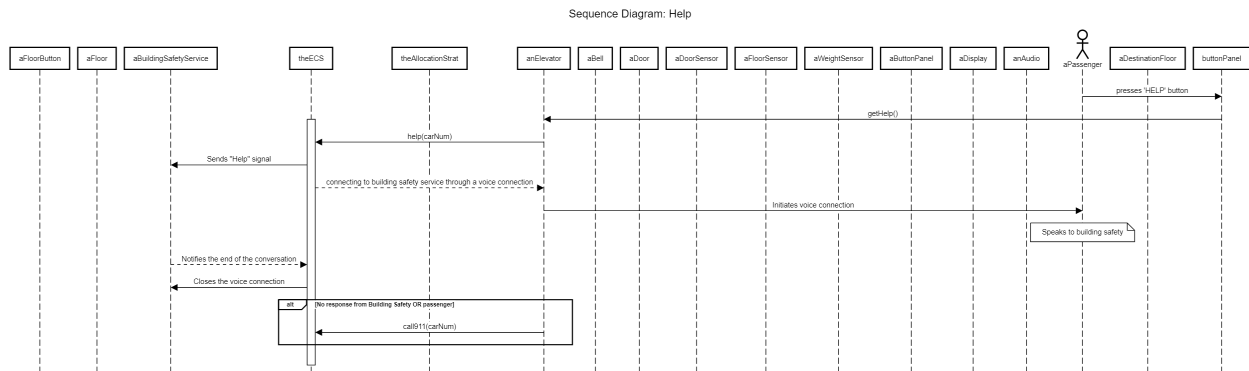 Sequence Diagram: Help
aFloorButton
aFloor
aBuildingSafetyService
theECS
theAllocationStrat
anElevator
aBell
aDoor
aDoorSensor
aFloorSensor
aWeightSensor
aButtonPanel
aDisplay
anAudio
aPassenger
aDestinationFloor
buttonPanel
presses 'HELP' button
getHelp()
help(carNum)
Sends "Help" signal
connecting to building safety service through a voice connection
Initiates voice connection
Speaks to building safety
Notifies the end of the conversation
Closes the voice connection
alt
[No response from Building Safety OR passenger]
call911(carNum)